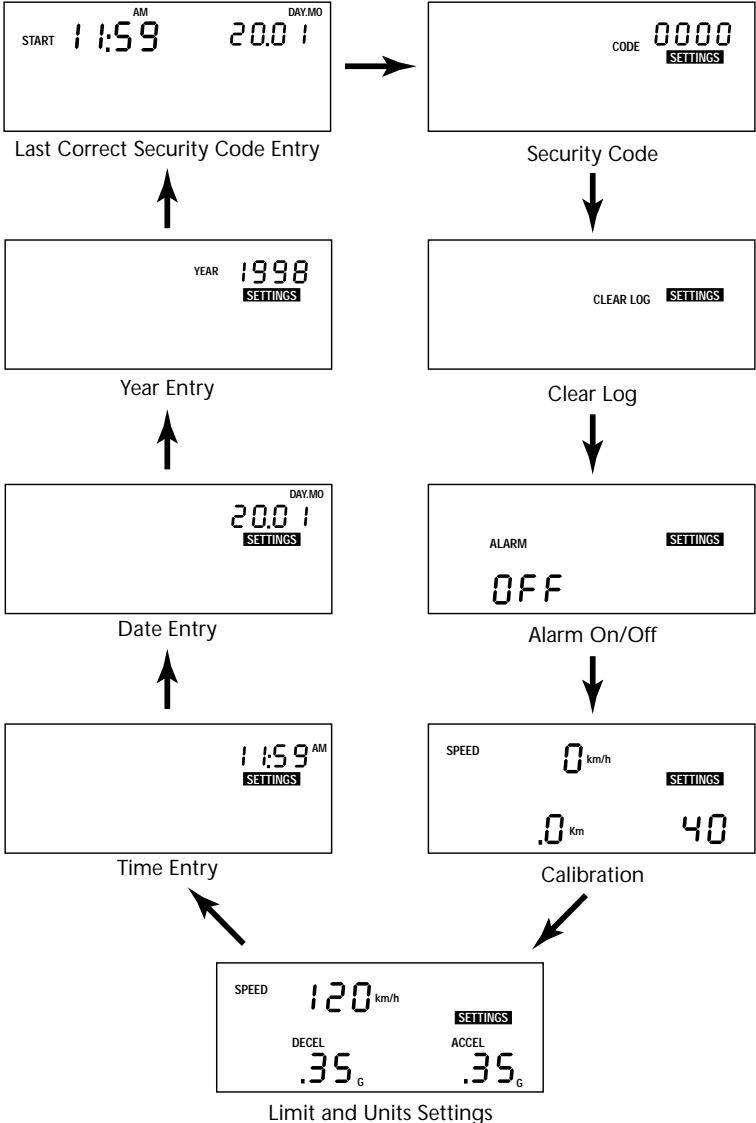 AM DAY.MO
START 11:59 20.01
Last Correct Security Code Entry
CODE 0000
SETTINGS
Security Code
YEAR 1998
SETTINGS
Year Entry
CLEAR LOG SETTINGS
Clear Log
DAY.MO
20.01
SETTINGS
Date Entry
ALARM SETTINGS
OFF
Alarm On/Off
11:59 AM
SETTINGS
Time Entry
SPEED 0 km/h
SETTINGS
.0 Km 40
Calibration
SPEED 120 km/h
SETTINGS
DECEL ACCEL
.35 G .35 G
Limit and Units Settings